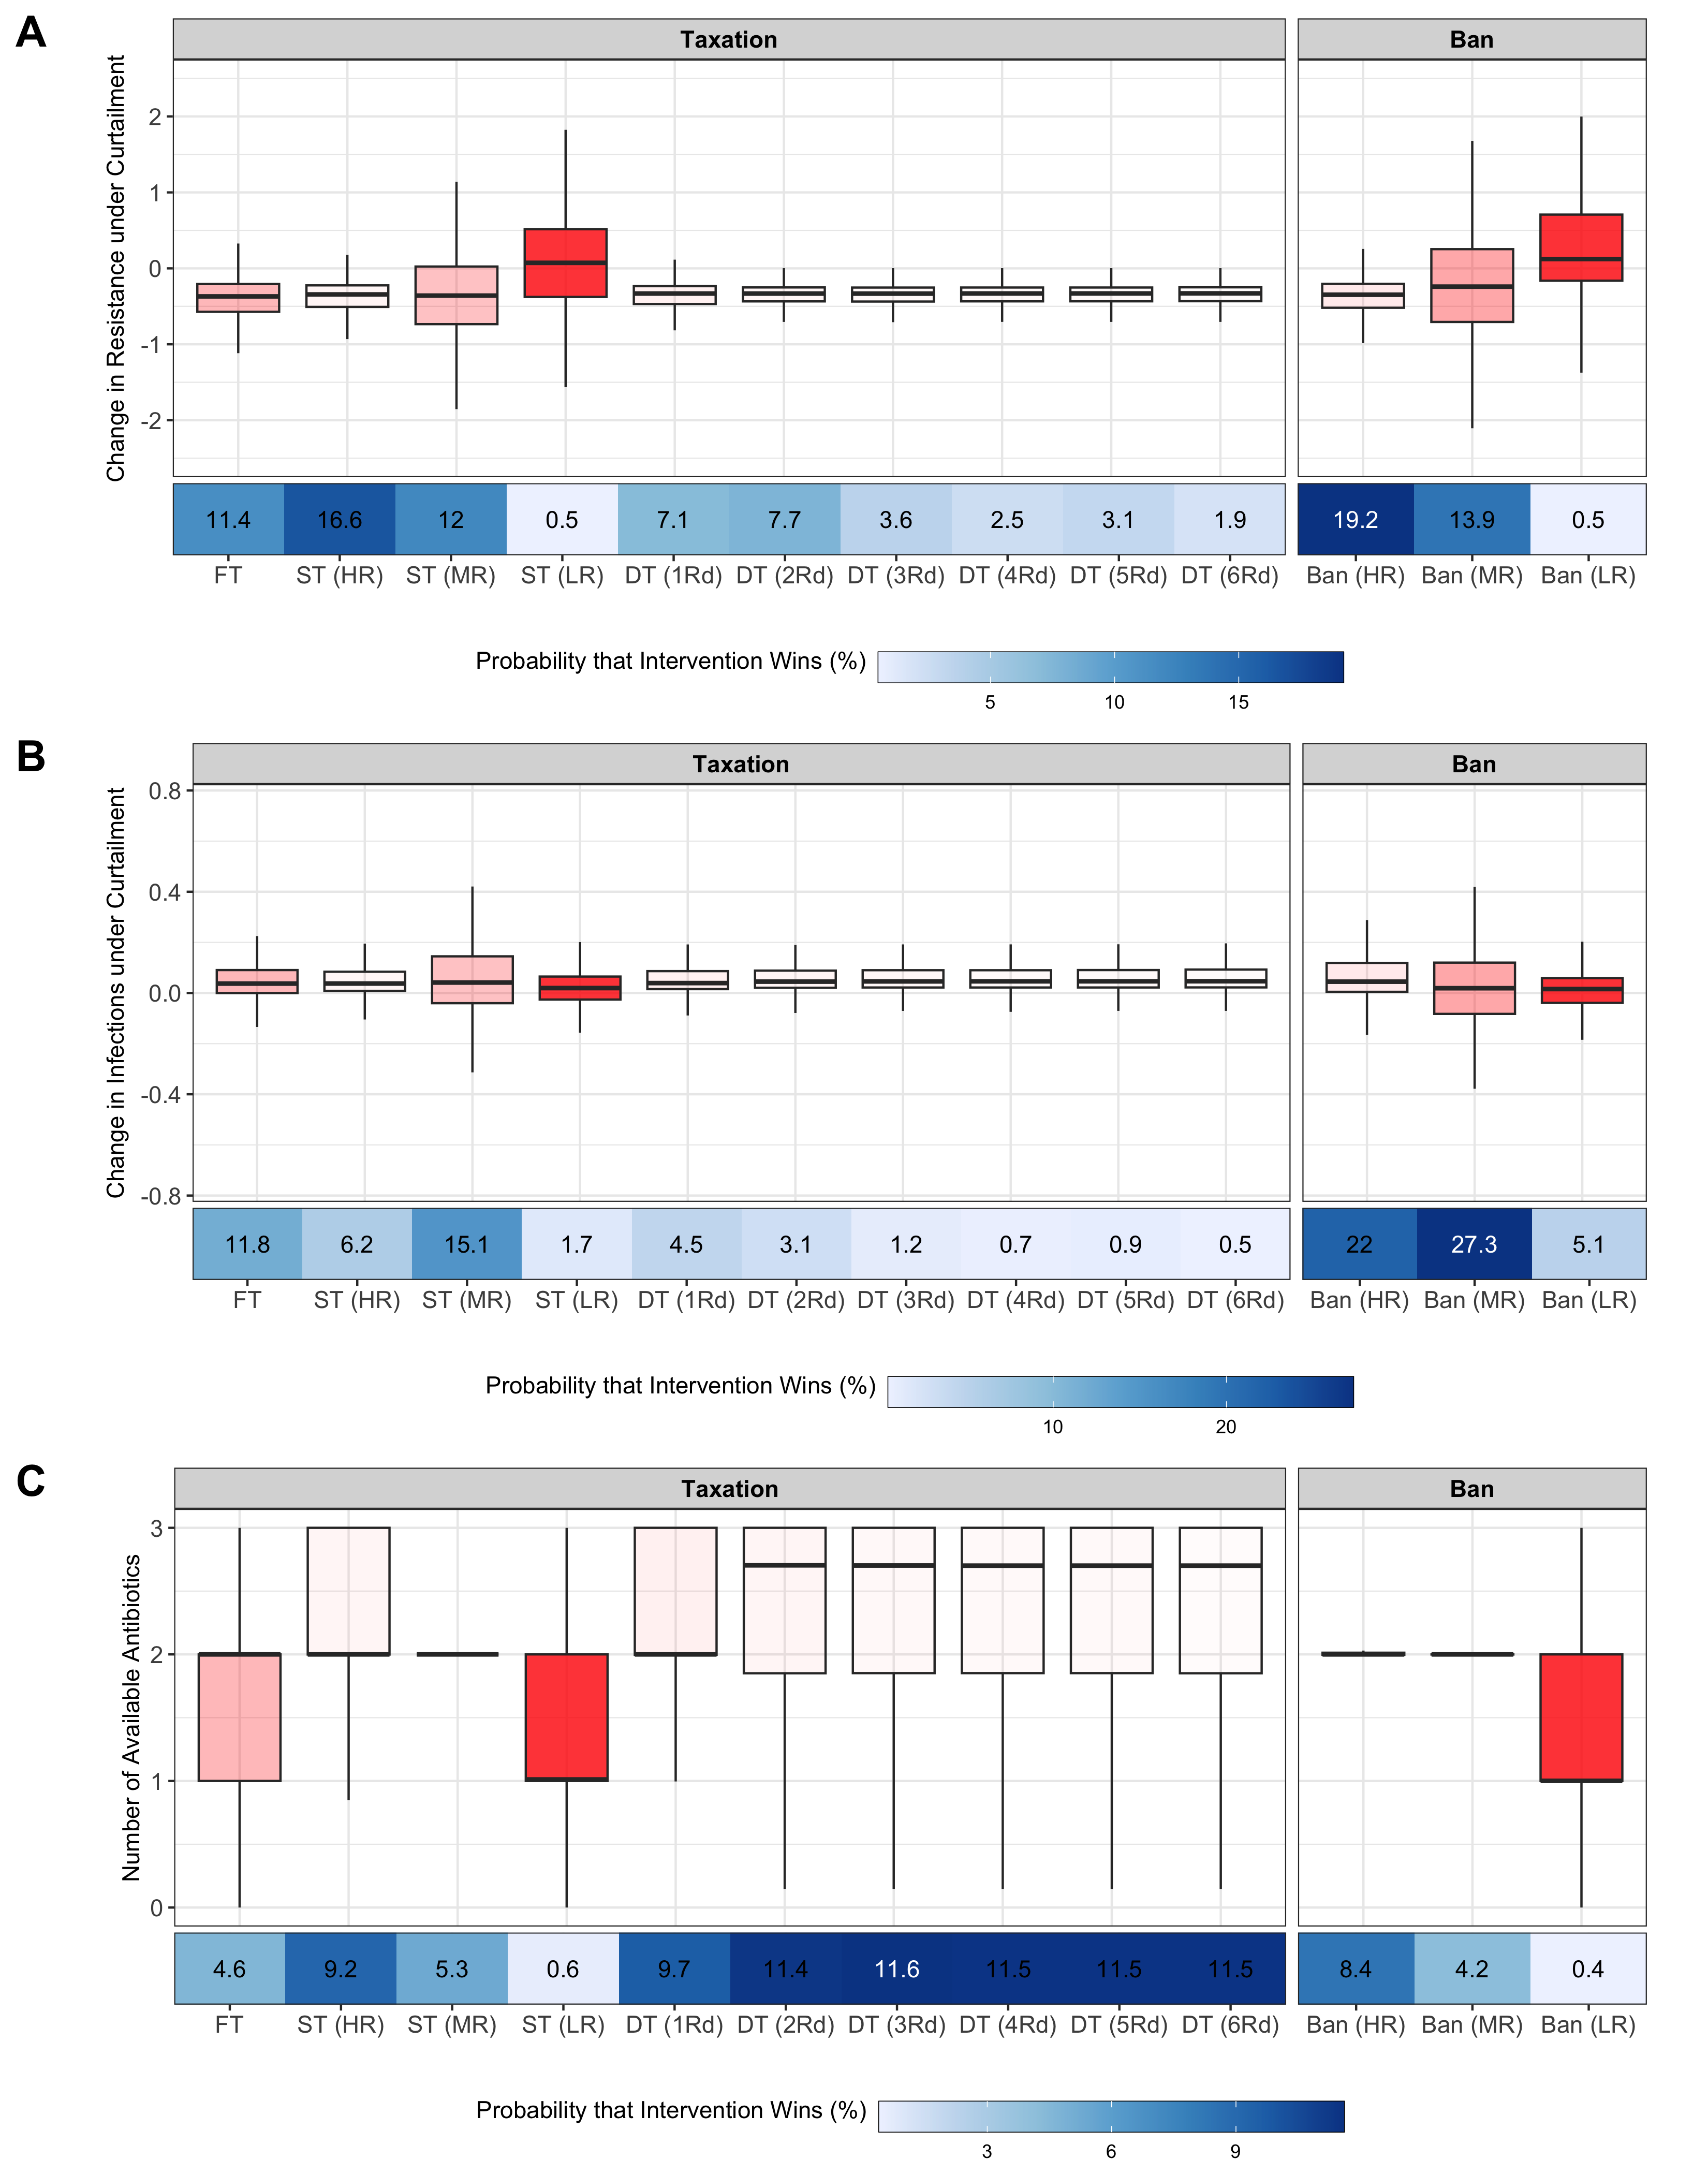 A
Taxation
Ban
Change in Resistance under Curtailment
2
1
0
-1
-2
11.4 16.6 12 0.5 7.1 7.7 3.6 2.5 3.1 1.9 19.2 13.9 0.5
FT ST (HR) ST (MR) ST (LR) DT (1Rd) DT (2Rd) DT (3Rd) DT (4Rd) DT (5Rd) DT (6Rd) Ban (HR) Ban (MR) Ban (LR)
Probability that Intervention Wins (%)
5 10 15
B
Taxation
Ban
Change in Infections under Curtailment
0.8
0.4
0.0
-0.4
-0.8
11.8 6.2 15.1 1.7 4.5 3.1 1.2 0.7 0.9 0.5 22 27.3 5.1
FT ST (HR) ST (MR) ST (LR) DT (1Rd) DT (2Rd) DT (3Rd) DT (4Rd) DT (5Rd) DT (6Rd) Ban (HR) Ban (MR) Ban (LR)
Probability that Intervention Wins (%)
10 20
C
Taxation
Ban
Number of Available Antibiotics
3
2
1
0
4.6 9.2 5.3 0.6 9.7 11.4 11.6 11.5 11.5 11.5 8.4 4.2 0.4
FT ST (HR) ST (MR) ST (LR) DT (1Rd) DT (2Rd) DT (3Rd) DT (4Rd) DT (5Rd) DT (6Rd) Ban (HR) Ban (MR) Ban (LR)
Probability that Intervention Wins (%)
3 6 9